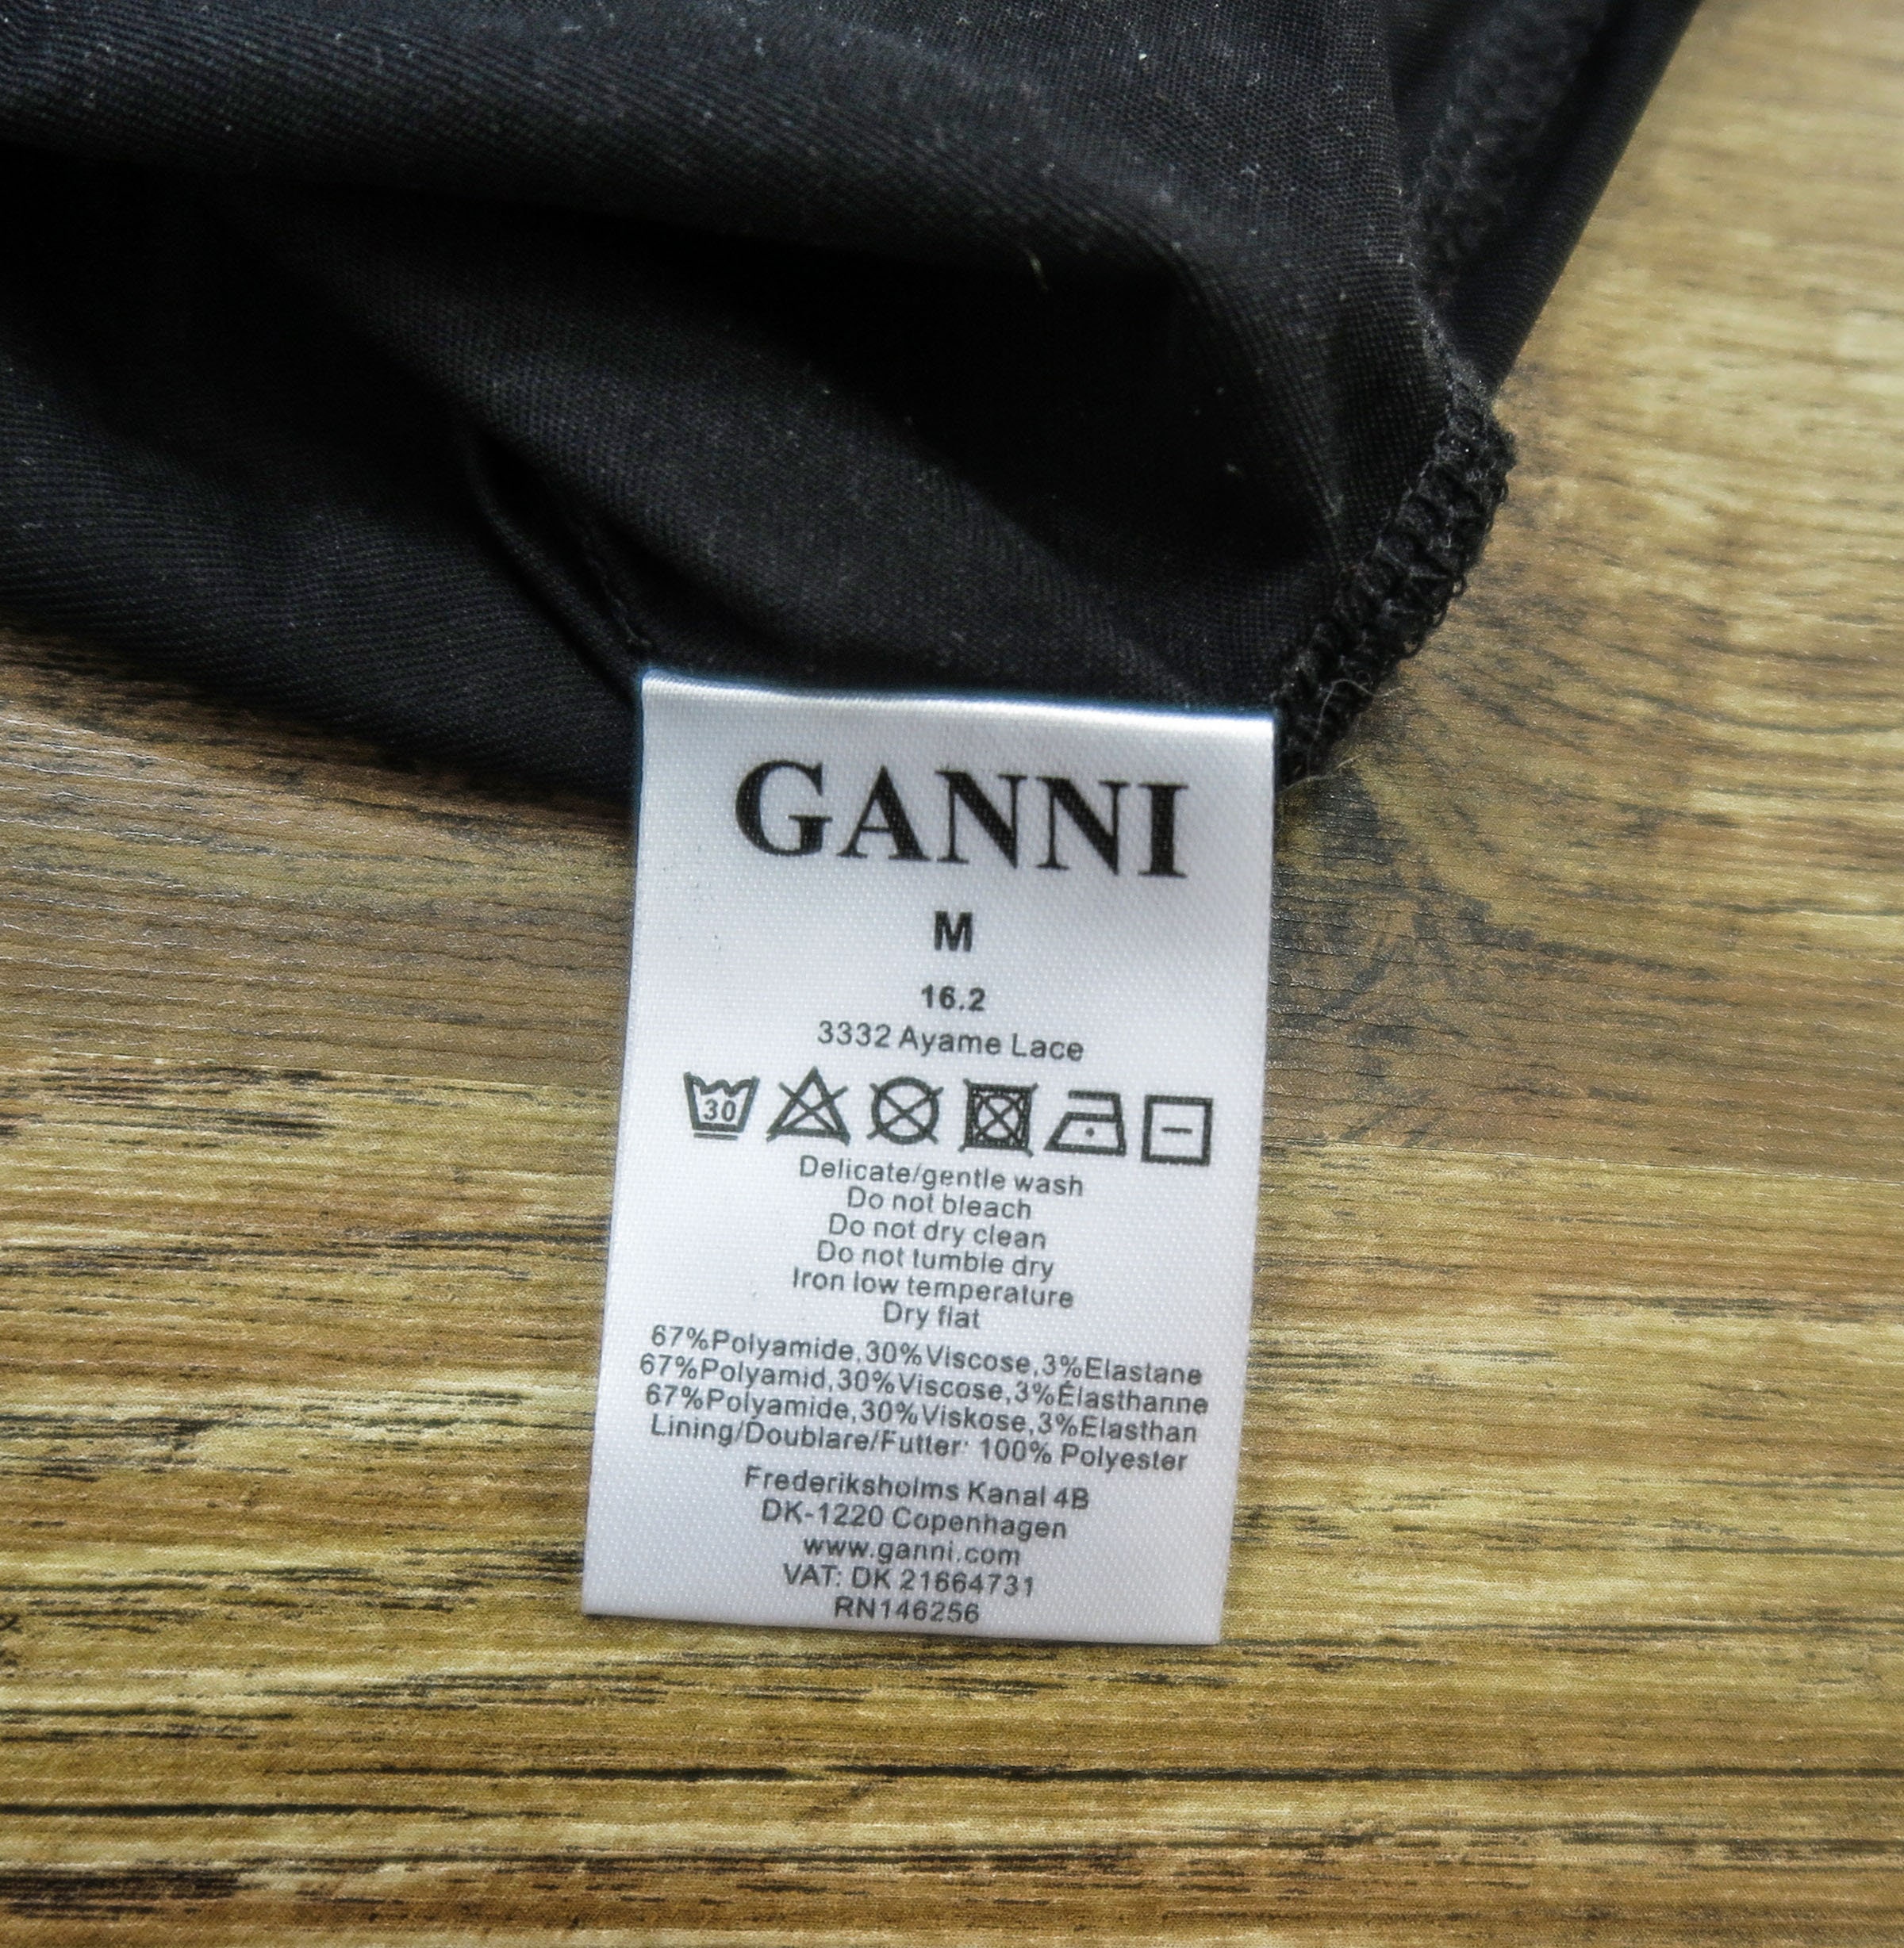 GANNI
M
16.2
3332 Ayame Lace
30
Delicate/gentle wash
Do not bleach
Do not dry clean
Do not tumble dry
Iron low temperature
Dry flat
67%Polyamide,30%Viscose,3%Elastane
67%Polyamid,30%Viscose,3%Élasthanne
67%Polyamide,30%Viskose,3%Elasthan
Lining/Doublare/Futter: 100% Polyester
Frederiksholms Kanal 4B
DK-1220 Copenhagen
www.ganni.com
VAT: DK 21664731
RN146256